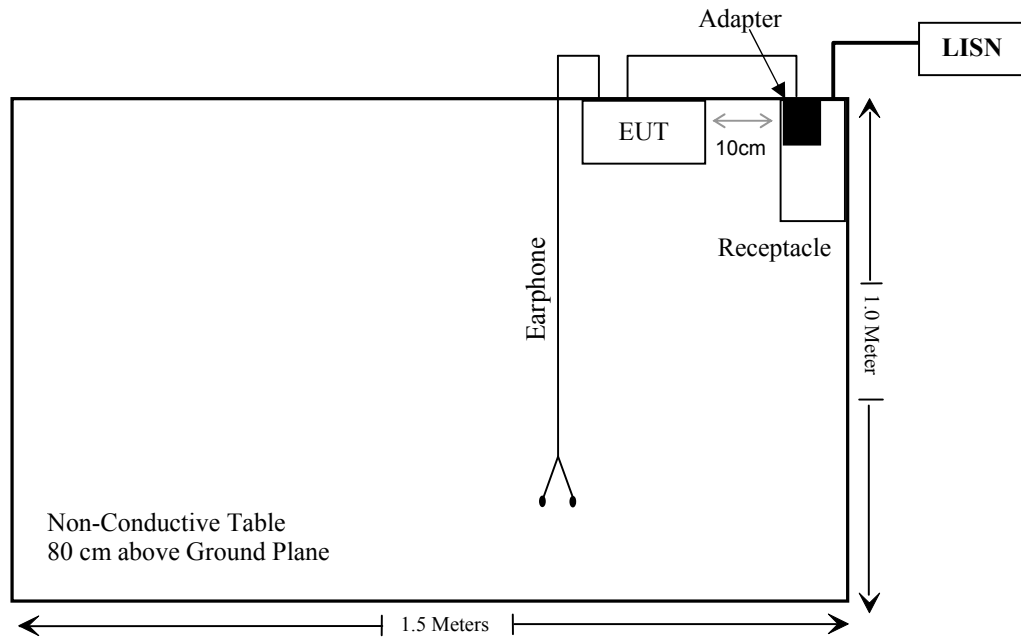 Adapter
LISN
EUT
10cm
Receptacle
Earphone
1.0 Meter
Non-Conductive Table
80 cm above Ground Plane
1.5 Meters